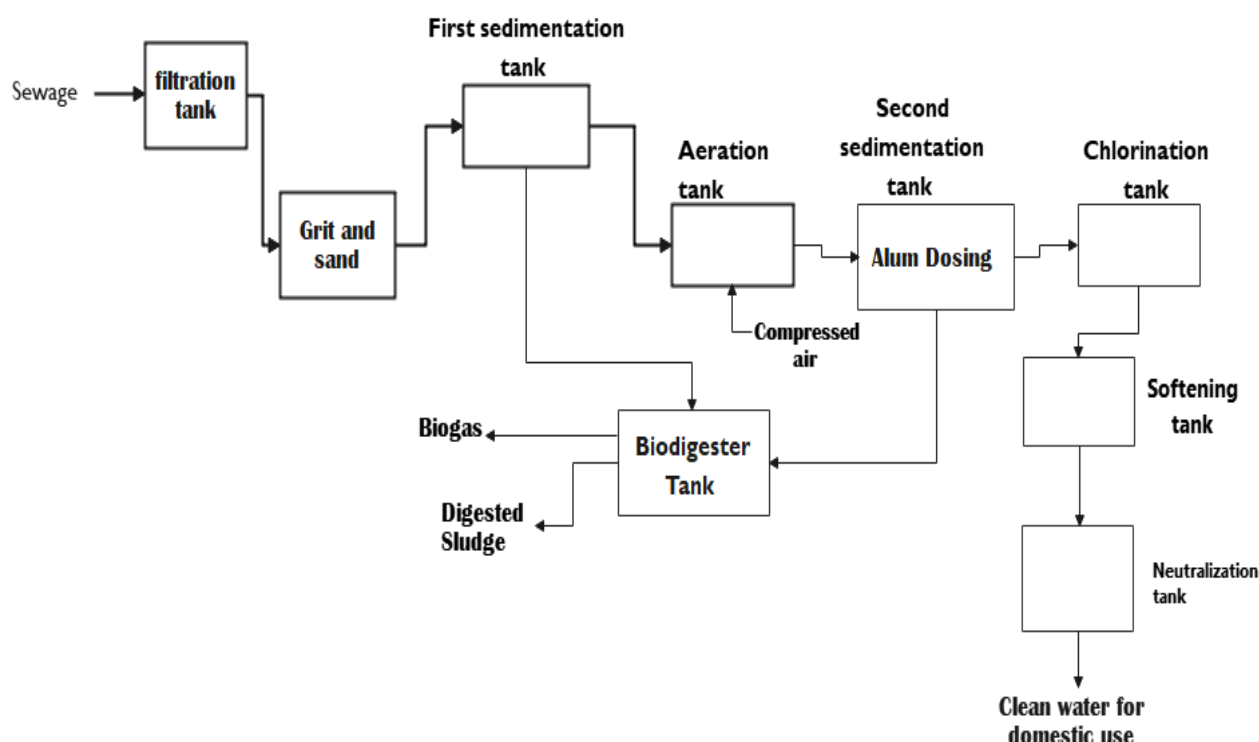 First sedimentation
tank
Sewage
filtration
tank
Second
sedimentation
tank
Aeration
tank
Chlorination
tank
Grit and
sand
Alum Dosing
Compressed
air
Softening
tank
Biogas
Biodigester
Tank
Digested
Sludge
Neutralization
tank
Clean water for
domestic use